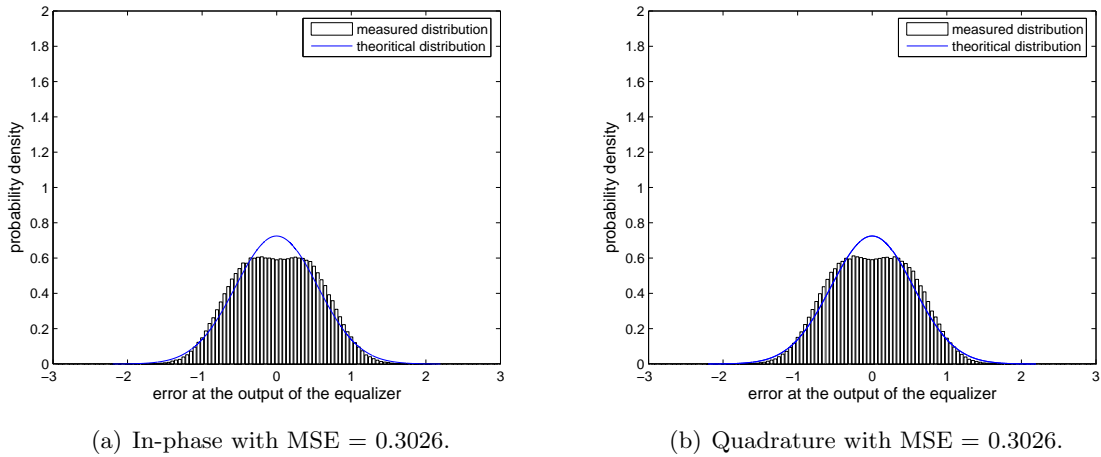 2
1.8
1.6
1.4
1.2
1
0.8
0.6
0.4
0.2
0
probability density
measured distribution
theoritical distribution
−3 −2 −1 0 1 2 3
error at the output of the equalizer
(a) In-phase with MSE = 0.3026.
2
1.8
1.6
1.4
1.2
1
0.8
0.6
0.4
0.2
0
probability density
measured distribution
theoritical distribution
−3 −2 −1 0 1 2 3
error at the output of the equalizer
(b) Quadrature with MSE = 0.3026.